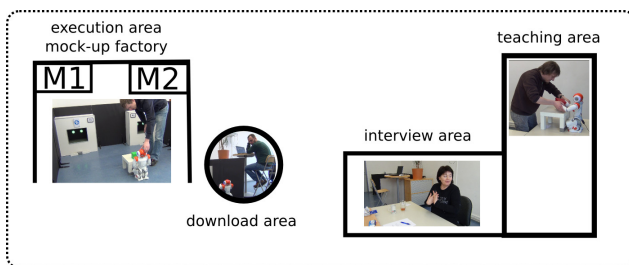 execution area
mock-up factory
M1
M2
download area
interview area
teaching area